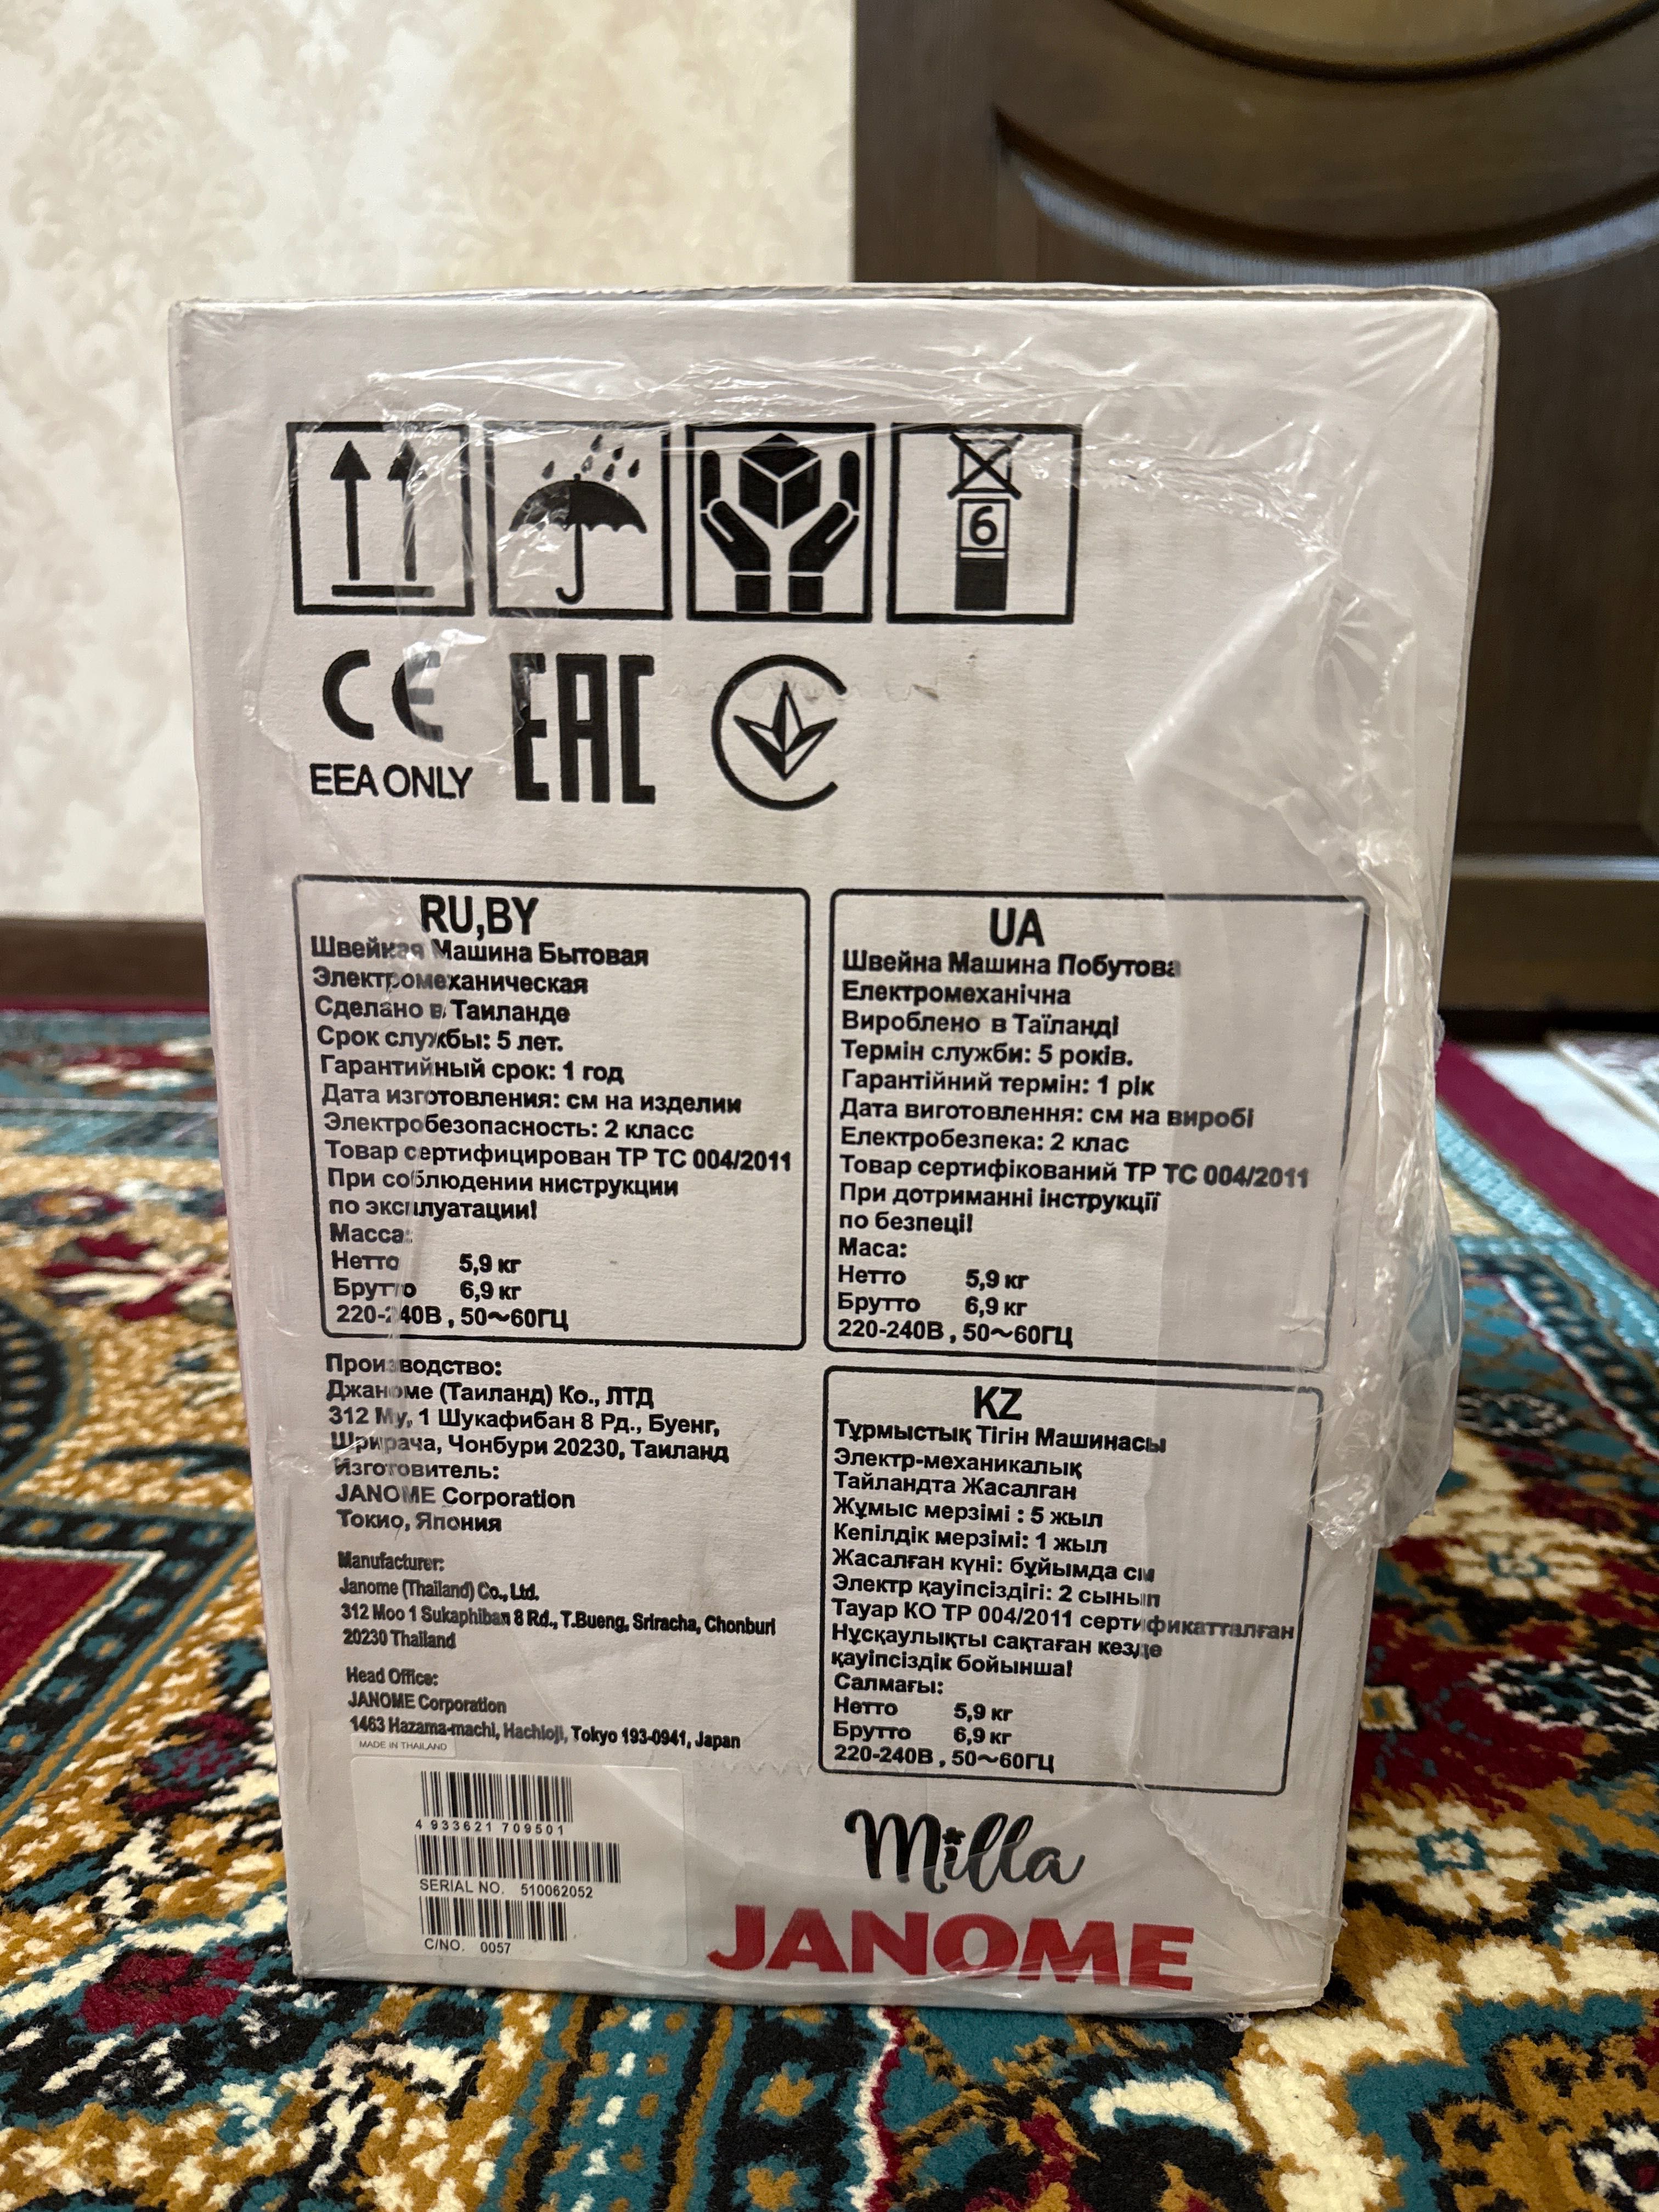 6
CE
EEA ONLY
EAC
RU,BY
Швейная Машина Бытовая
Электромеханическая
Сделано в Таиланде
Срок службы: 5 лет.
Гарантийный срок: 1 год
Дата изготовления: см на изделии
Электробезопасность: 2 класс
Товар сертифицирован ТР ТС 004/2011
При соблюдении ниструкции
по эксплуатации!
Масса:
Нетто 5,9 кг
Брутто 6,9 кг
220-240В , 50～60ГЦ
UA
Швейна Машина Побутова
Електромеханічна
Вироблено в Таїланді
Термін служби: 5 років.
Гарантійний термін: 1 рік
Дата виготовлення: см на виробі
Електробезпека: 2 клас
Товар сертифікований ТР ТС 004/2011
При дотриманні інструкції
по безпеці!
Маса:
Нетто 5,9 кг
Брутто 6,9 кг
220-240В , 50～60ГЦ
Производство:
Джаноме (Таиланд) Ко., ЛТД
312 Му, 1 Шукафибан 8 Рд., Буенг,
Шрирача, Чонбури 20230, Таиланд
Изготовитель:
JANOME Corporation
Токио, Япония
Manufacturer:
Janome (Thailand) Co., Ltd.
312 Moo 1 Sukaphiban 8 Rd., T.Bueng, Sriracha, Chonburi
20230 Thailand
Head Office:
JANOME Corporation
1463 Hazama-machi, Hachioji, Tokyo 193-0941, Japan
MADE IN THAILAND
4 933621 709501
SERIAL NO. 510062052
C/NO. 0057
KZ
Тұрмыстық Тігін Машинасы
Электр-механикалық
Тайландта Жасалған
Жұмыс мерзімі : 5 жыл
Кепілдік мерзімі: 1 жыл
Жасалған күні: бұйымда см
Электр қауіпсіздігі: 2 сынып
Тауар КО ТР 004/2011 сертификатталған
Нұсқаулықты сақтаған кезде
қауіпсіздік бойынша!
Салмағы:
Нетто 5,9 кг
Брутто 6,9 кг
220-240В , 50～60ГЦ
Milla
JANOME